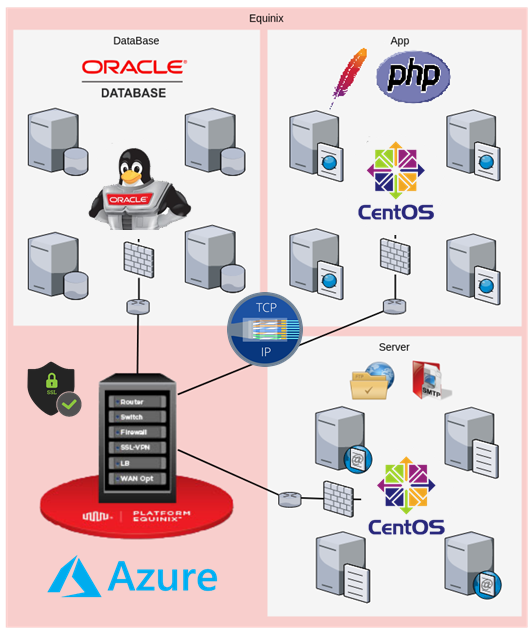 Equinix
DataBase
ORACLE®
DATABASE
ORACLE
App
php
CentOS
TCP
IP
SSL
Router
Switch
Firewall
SSL-VPN
LB
WAN Opt
PLATFORM
EQUINIX
Azure
Server
FTP
SMTP
@
CentOS
@